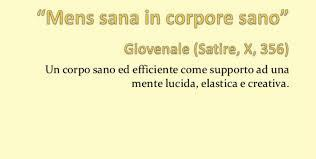 “Mens sana in corpore sano”
Giovenale (Satire, X, 356)
Un corpo sano ed efficiente come supporto ad una
mente lucida, elastica e creativa.